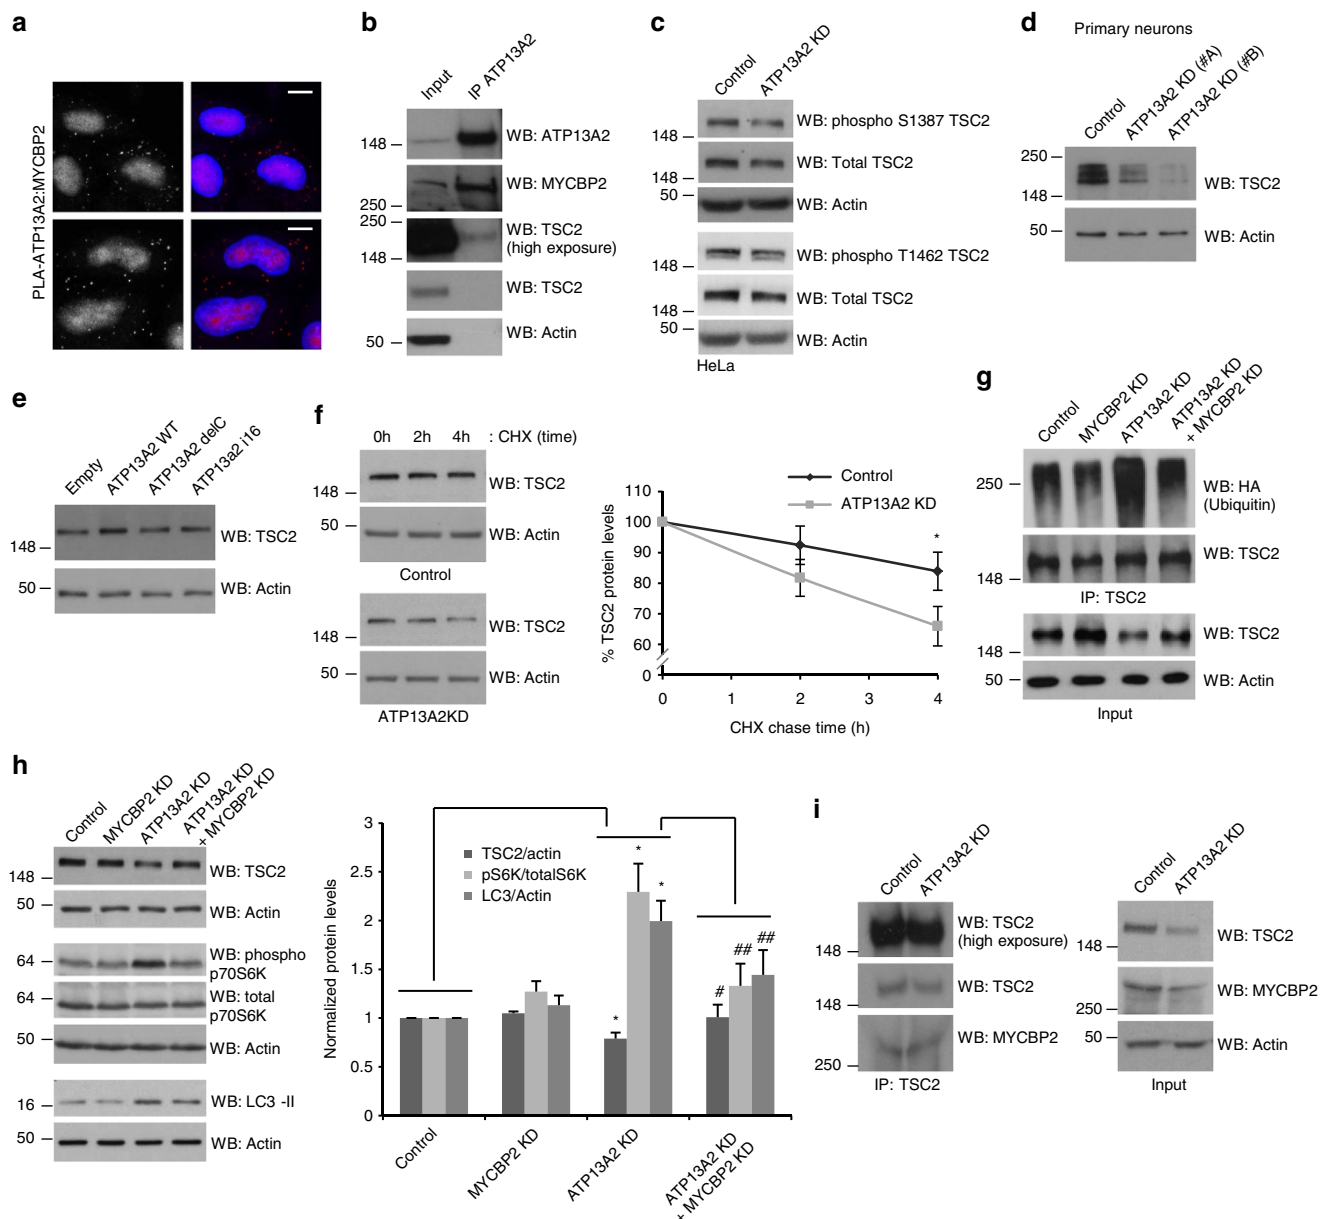 a
PLA-ATP13A2:MYCBP2
b
Input
IP ATP13A2
148
WB: ATP13A2
WB: MYCBP2
250
250
WB: TSC2
(high exposure)
148
WB: TSC2
50
WB: Actin
c
Control
ATP13A2 KD
WB: phospho S1387 TSC2
148
WB: Total TSC2
148
50
WB: Actin
WB: phospho T1462 TSC2
148
WB: Total TSC2
148
50
WB: Actin
HeLa
d
Primary neurons
Control
ATP13A2 KD (#A)
ATP13A2 KD (#B)
250
WB: TSC2
148
50
WB: Actin
e
Empty
ATP13A2 WT
ATP13A2 delC
ATP13a2 i16
WB: TSC2
148
50
WB: Actin
f
0h 2h 4h : CHX (time)
WB: TSC2
148
50
WB: Actin
Control
WB: TSC2
148
50
WB: Actin
ATP13A2KD
Control
ATP13A2 KD
% TSC2 protein levels
110
100
90
80
70
60
0
*
0 1 2 3 4
CHX chase time (h)
g
Control
MYCBP2 KD
ATP13A2 KD
ATP13A2 KD
+ MYCBP2 KD
250
WB: HA
(Ubiquitin)
WB: TSC2
148
IP: TSC2
WB: TSC2
148
50
WB: Actin
Input
h
Control
MYCBP2 KD
ATP13A2 KD
ATP13A2 KD
+ MYCBP2 KD
WB: TSC2
148
50
WB: Actin
64
WB: phospho
p70S6K
64
WB: total
p70S6K
50
WB: Actin
16
WB: LC3 -II
50
WB: Actin
Normalized protein levels
3
2.5
2
1.5
1
0.5
0
TSC2/actin
pS6K/totalS6K
LC3/Actin
*
*
*
#
##
##
Control
MYCBP2 KD
ATP13A2 KD
ATP13A2 KD
+ MYCBP2 KD
i
Control
ATP13A2 KD
WB: TSC2
(high exposure)
148
WB: TSC2
148
WB: MYCBP2
250
IP: TSC2
Control
ATP13A2 KD
WB: TSC2
148
WB: MYCBP2
250
50
WB: Actin
Input